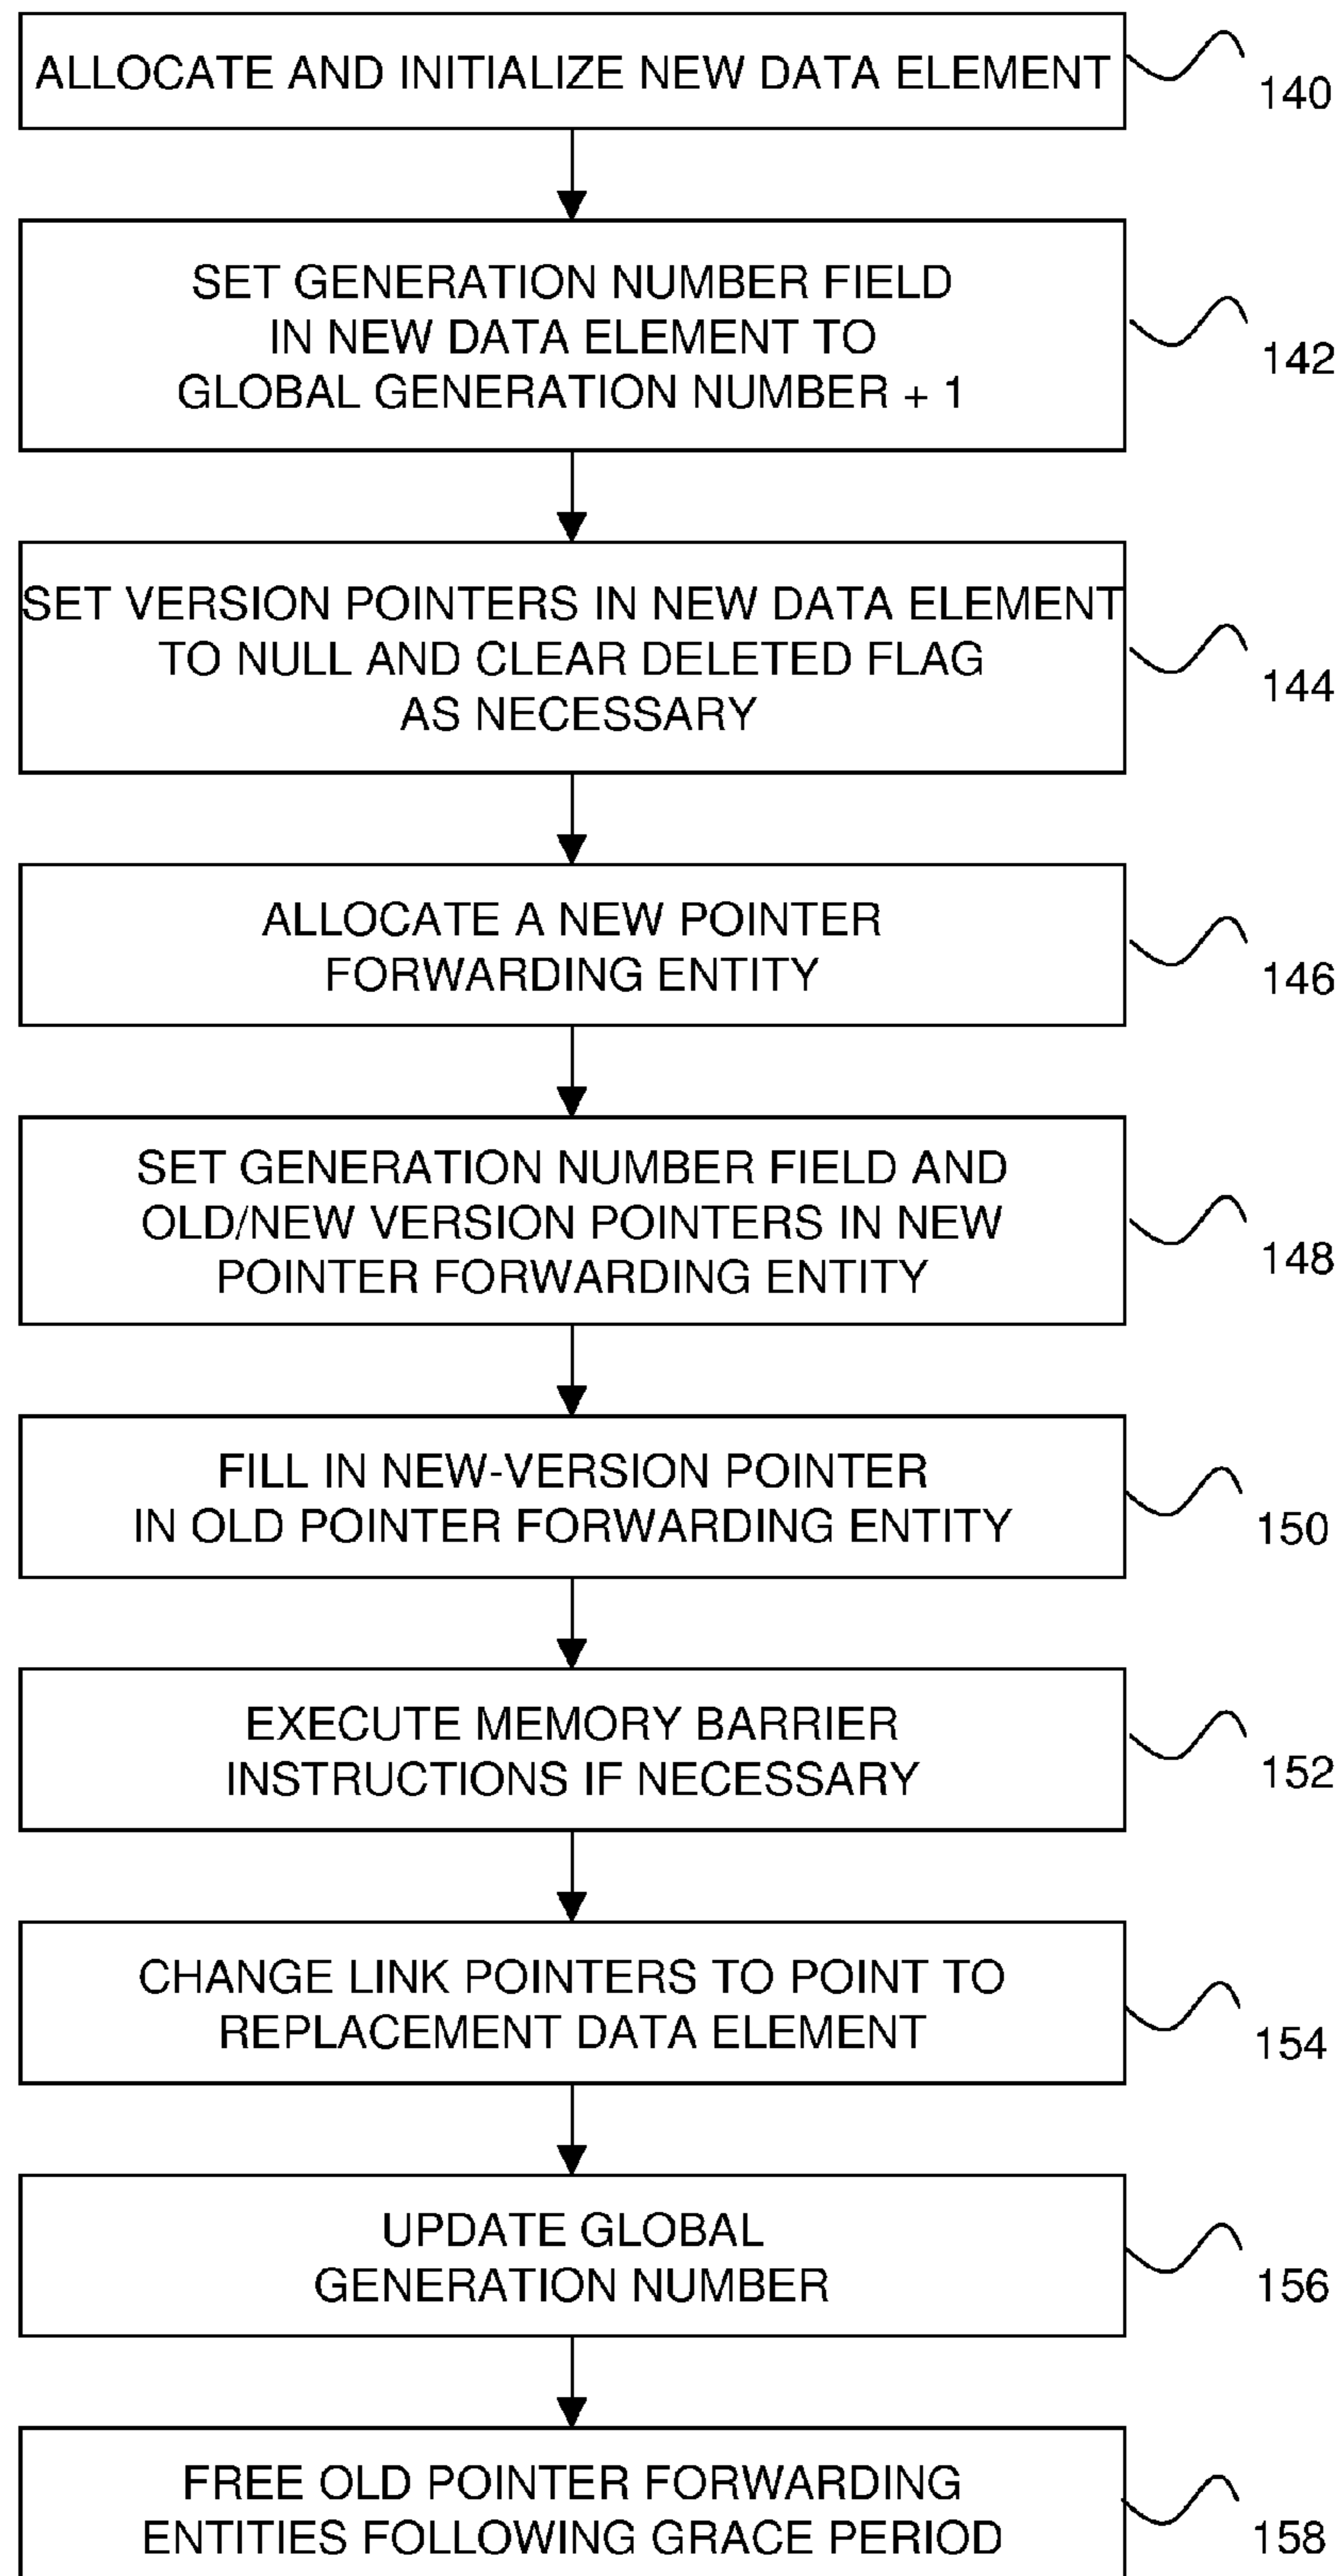 ALLOCATE AND INITIALIZE NEW DATA ELEMENT
140
SET GENERATION NUMBER FIELD
IN NEW DATA ELEMENT TO
GLOBAL GENERATION NUMBER + 1
142
SET VERSION POINTERS IN NEW DATA ELEMENT
TO NULL AND CLEAR DELETED FLAG
AS NECESSARY
144
ALLOCATE A NEW POINTER
FORWARDING ENTITY
146
SET GENERATION NUMBER FIELD AND
OLD/NEW VERSION POINTERS IN NEW
POINTER FORWARDING ENTITY
148
FILL IN NEW-VERSION POINTER
IN OLD POINTER FORWARDING ENTITY
150
EXECUTE MEMORY BARRIER
INSTRUCTIONS IF NECESSARY
152
CHANGE LINK POINTERS TO POINT TO
REPLACEMENT DATA ELEMENT
154
UPDATE GLOBAL
GENERATION NUMBER
156
FREE OLD POINTER FORWARDING
ENTITIES FOLLOWING GRACE PERIOD
158